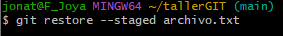 jonat@F_Joya MINGW64 ~/tallerGIT (main)
$ git restore --staged archivo.txt